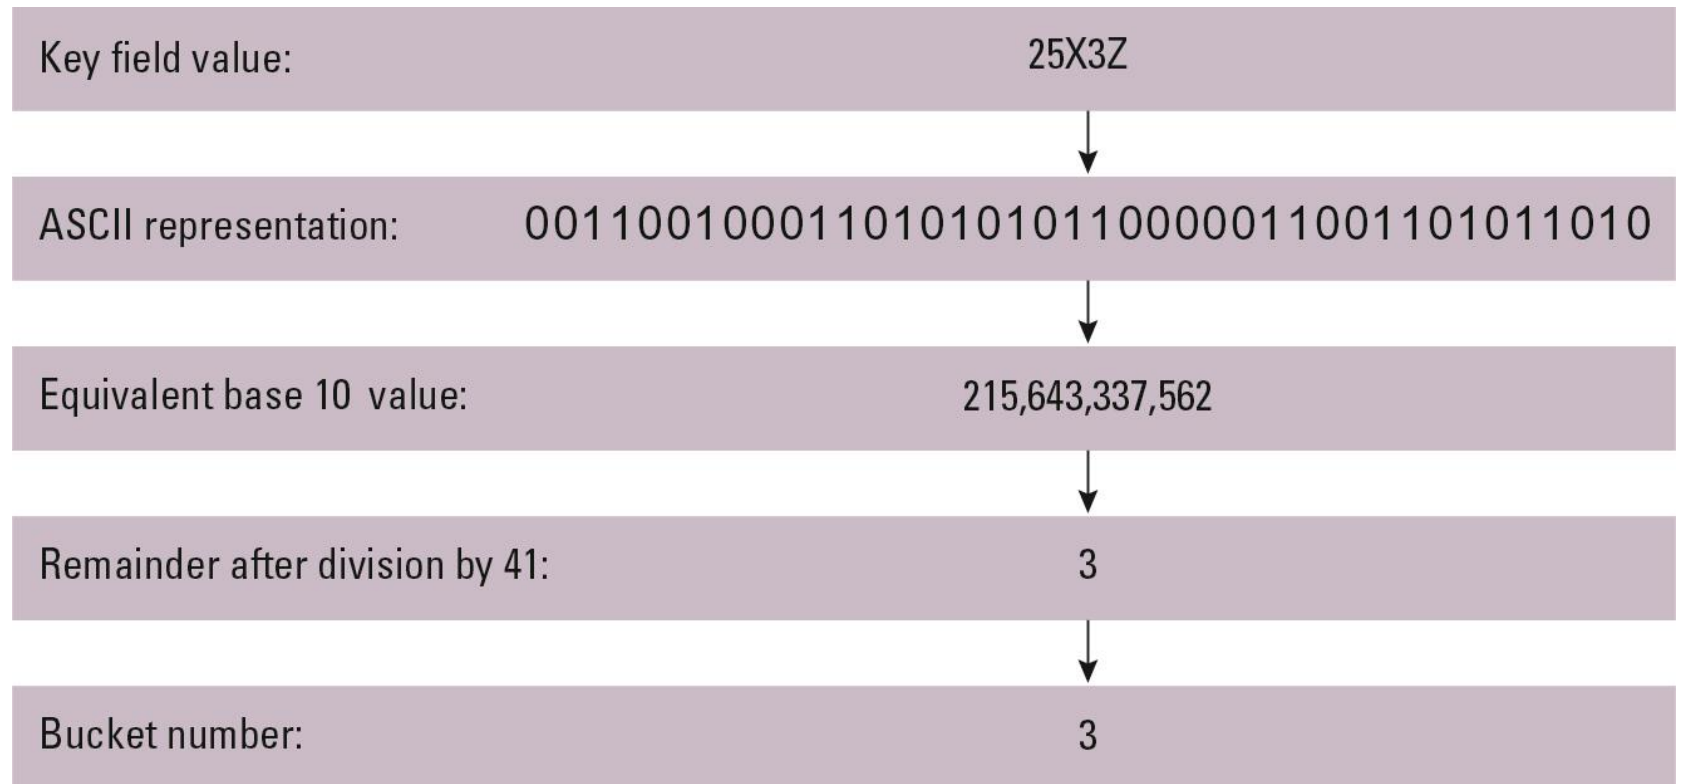 Key field value: 25X3Z
ASCII representation: 0011001000110101010110000011001101011010
Equivalent base 10 value: 215,643,337,562
Remainder after division by 41: 3
Bucket number: 3